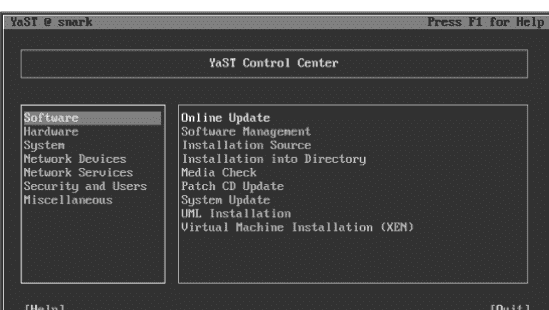 YaST @ smark Press F1 for Help
YaST Control Center
Software
Hardware
System
Network Devices
Network Services
Security and Users
Miscellaneous
Online Update
Software Management
Installation Source
Installation into Directory
Media Check
Patch CD Update
System Update
UML Installation
Virtual Machine Installation (XEN)
[Help] [Quit]